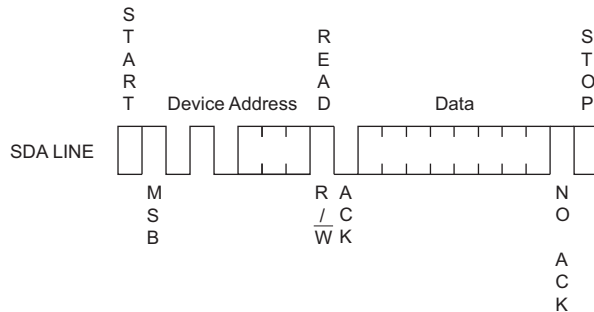 START
READ
STOP
Device Address
Data
SDA LINE
MSB
R/W
ACK
NO ACK